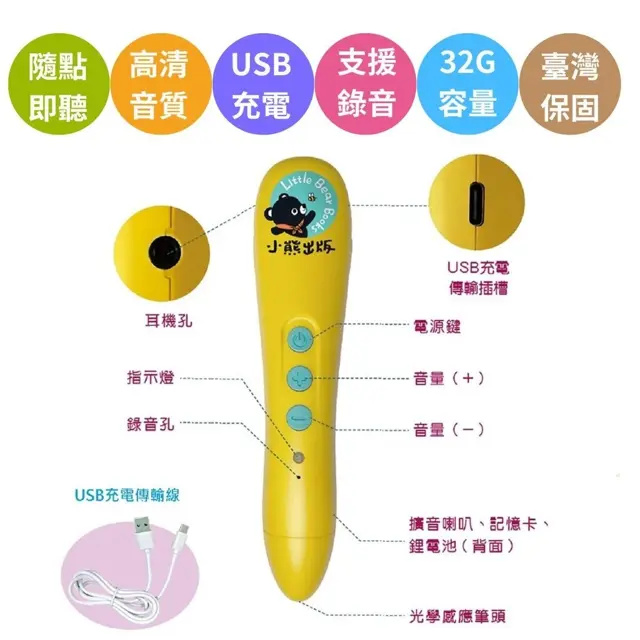 隨點
即聽
高清
音質
USB
充電
支援
錄音
32G
容量
臺灣
保固
Little Bear Books
小熊出版
耳機孔
USB充電
傳輸插槽
電源鍵
指示燈
音量（+）
錄音孔
音量（-）
USB充電傳輸線
擴音喇叭、記憶卡、
鋰電池（背面）
光學感應筆頭